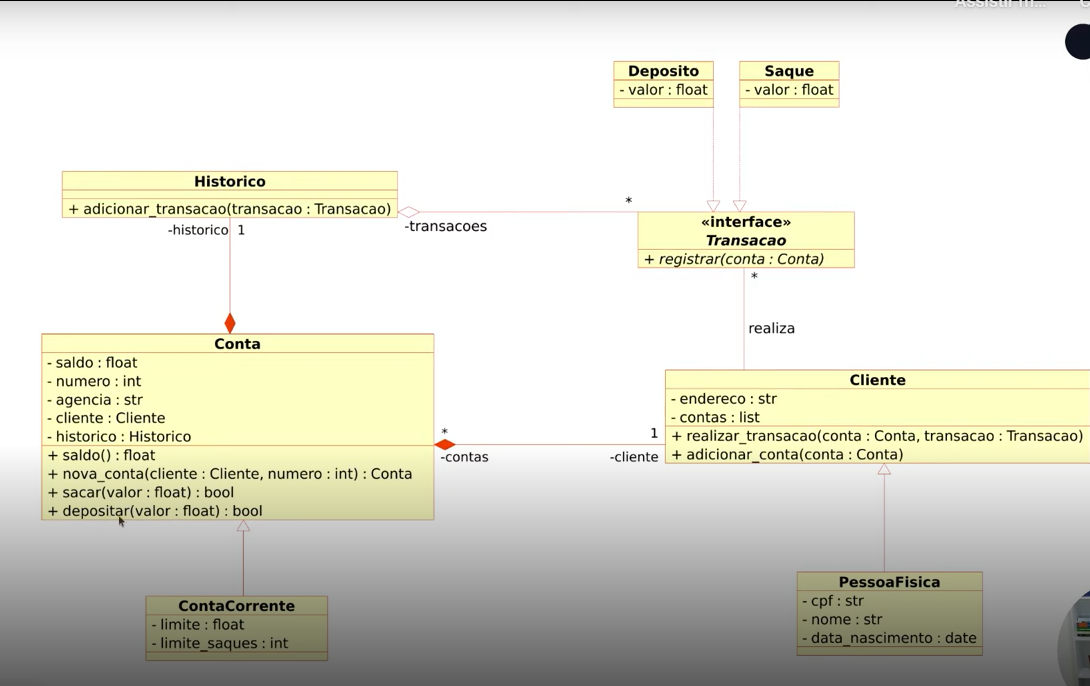 Deposito
- valor : float
Saque
- valor : float
Historico
+ adicionar_transacao(transacao : Transacao)
-historico 1
-transacoes
*
«interface»
Transacao
+ registrar(conta : Conta)
*
realiza
Conta
- saldo : float
- numero : int
- agencia : str
- cliente : Cliente
- historico : Historico
+ saldo() : float
+ nova_conta(cliente : Cliente, numero : int) : Conta
+ sacar(valor : float) : bool
+ depositar(valor : float) : bool
*
-contas
1
-cliente
Cliente
- endereco : str
- contas : list
+ realizar_transacao(conta : Conta, transacao : Transacao)
+ adicionar_conta(conta : Conta)
ContaCorrente
- limite : float
- limite_saques : int
PessoaFisica
- cpf : str
- nome : str
- data_nascimento : date